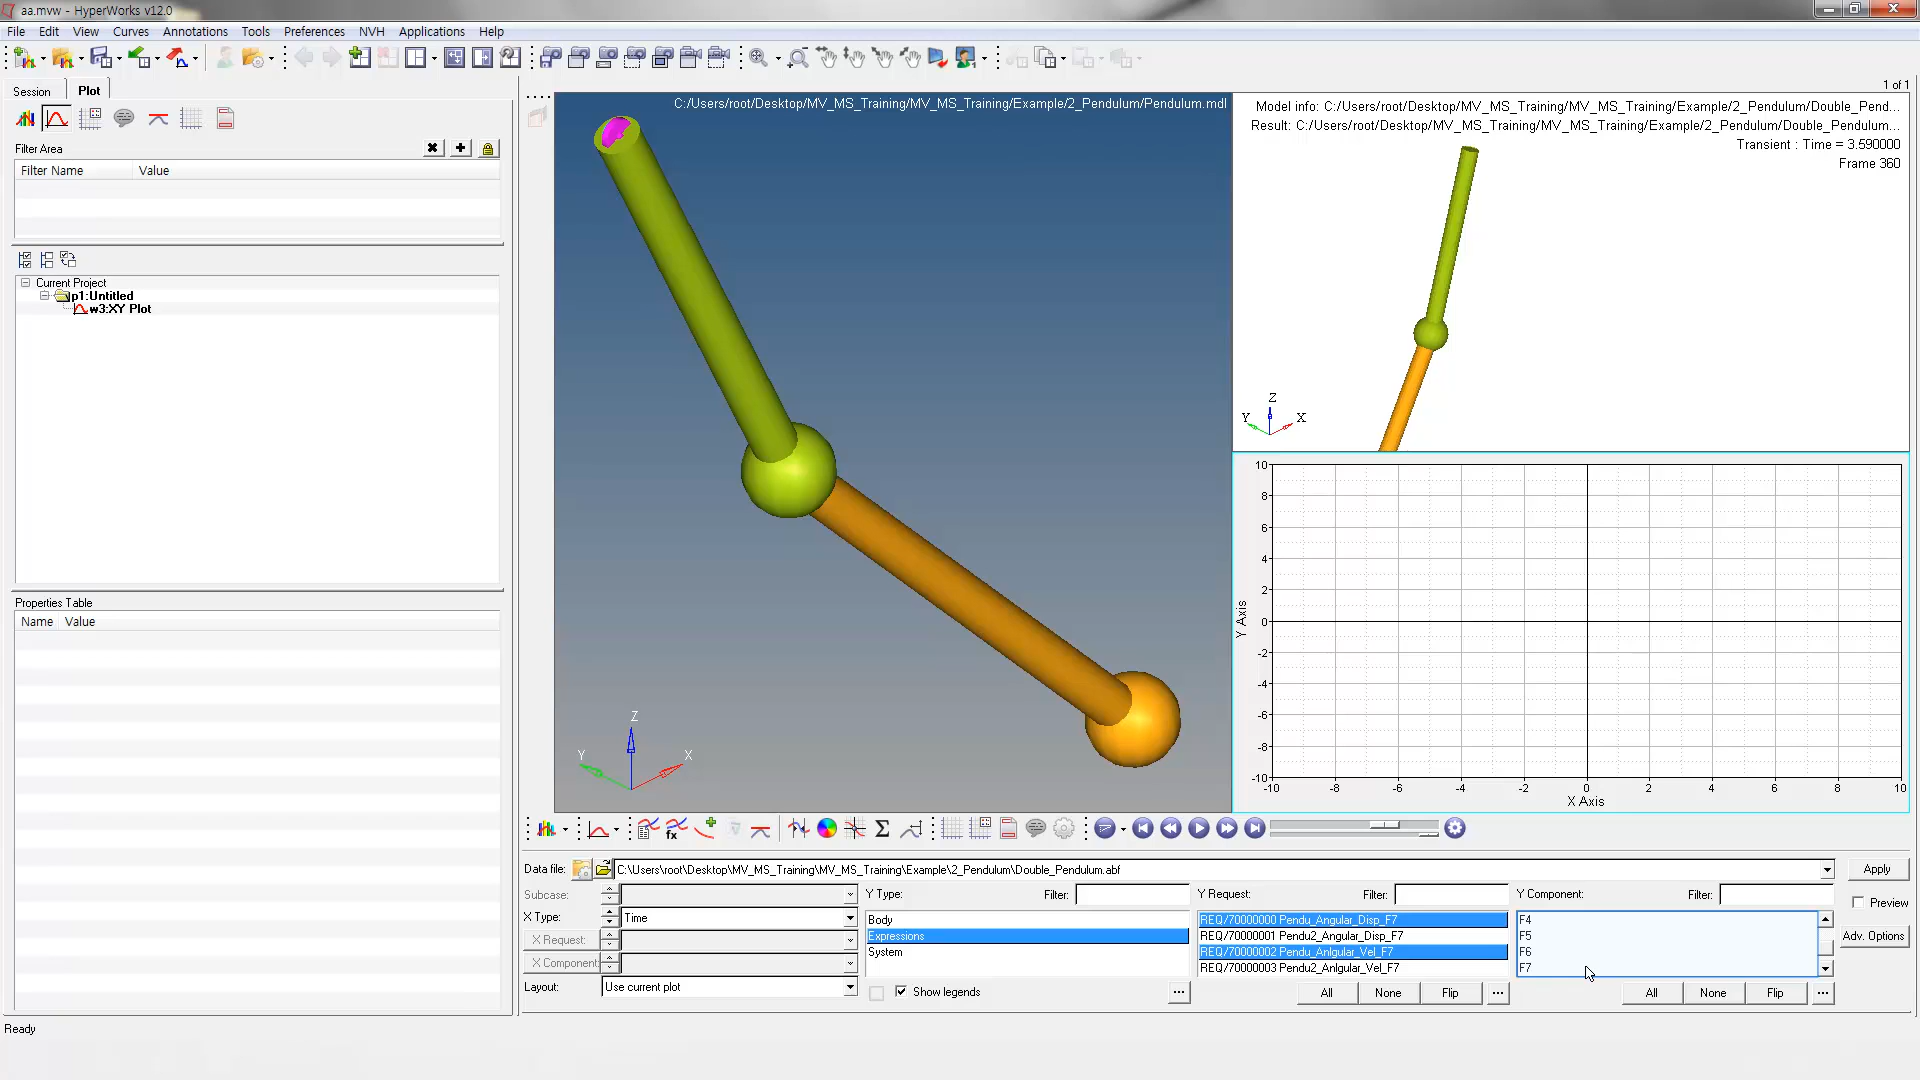 aa.mvw - HyperWorks v12.0
File Edit View Curves Annotations Tools Preferences NVH Applications Help
Session Plot
Filter Area
Filter Name Value
Current Project
p1:Untitled
w3:XY Plot
Properties Table
Name Value
Ready
C:/Users/root/Desktop/MV_MS_Training/MV_MS_Training/Example/2_Pendulum/Pendulum.mdl
Z
Y
X
1 of 1
Model info: C:/Users/root/Desktop/MV_MS_Training/MV_MS_Training/Example/2_Pendulum/Double_Pend...
Result: C:/Users/root/Desktop/MV_MS_Training/MV_MS_Training/Example/2_Pendulum/Double_Pendulum...
Transient : Time = 3.590000
Frame 360
Z
Y
X
10
8
6
4
2
0
-2
-4
-6
-8
-10
Y Axis
-10 -8 -6 -4 -2 0 2 4 6 8 10
X Axis
fx
Σ
Data file: C:\Users\root\Desktop\MV_MS_Training\MV_MS_Training\Example\2_Pendulum\Double_Pendulum.abf Apply
Subcase:
X Type: Time
X Request:
X Component:
Layout: Use current plot
Y Type: Filter:
Body
Expressions
System
Show legends
...
Y Request: Filter:
REQ/70000000 Pendu_Angular_Disp_F7
REQ/70000001 Pendu2_Angular_Disp_F7
REQ/70000002 Pendu_Anlgular_Vel_F7
REQ/70000003 Pendu2_Anlgular_Vel_F7
All None Flip ...
Y Component: Filter:
F4
F5
F6
F7
All None Flip ...
Preview
Adv. Options